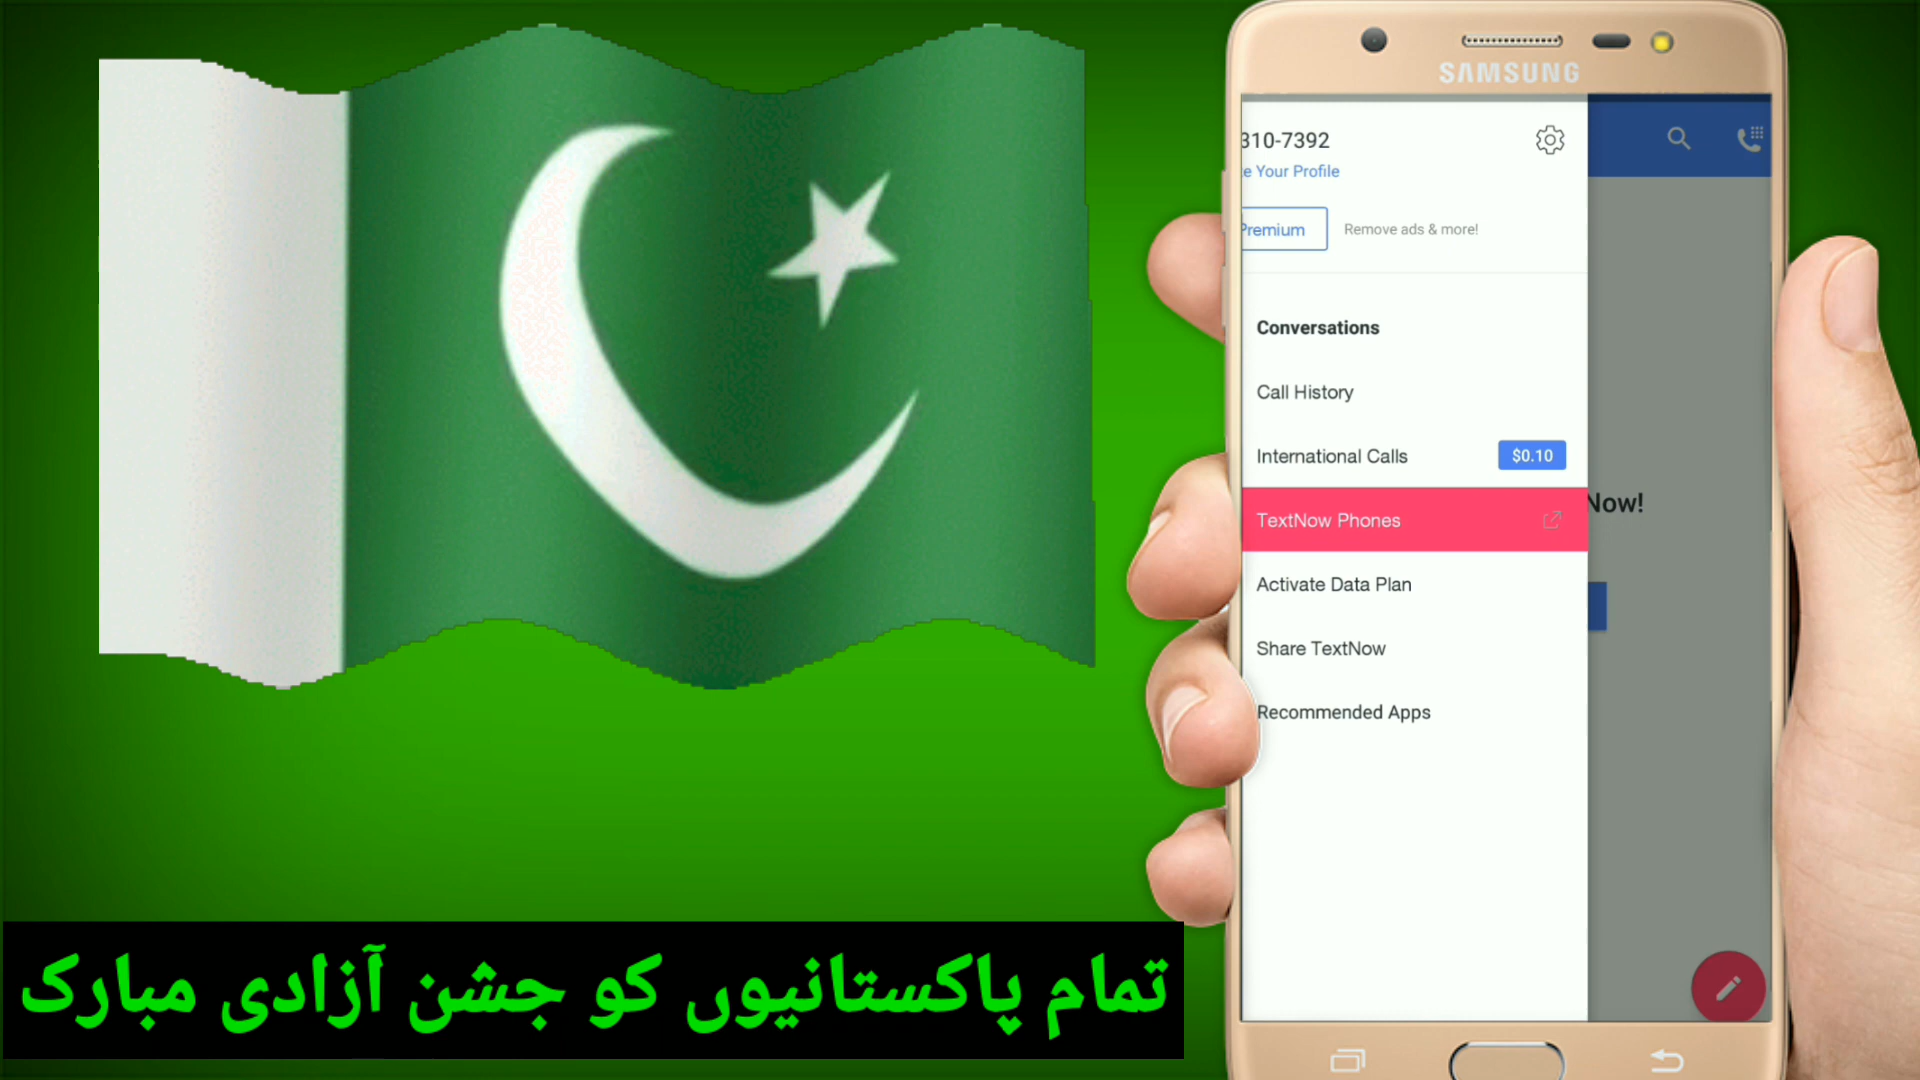 SAMSUNG
310-7392
e Your Profile
Premium
Remove ads & more!
Conversations
Call History
International Calls
$0.10
TextNow Phones
Now!
Activate Data Plan
Share TextNow
Recommended Apps
تمام پاکستانیوں کو جشن آزادی مبارک